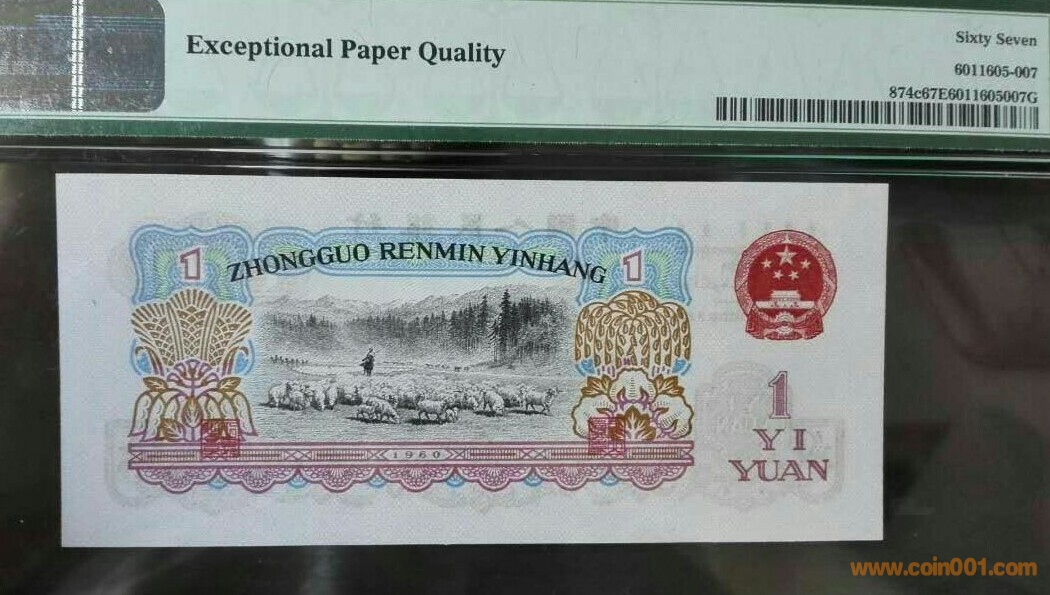 Exceptional Paper Quality
Sixty Seven
6011605-007
874c67E6011605007G
1 ZHONGGUO RENMIN YINHANG 1
1960
1
YI
YUAN
www.coin001.com